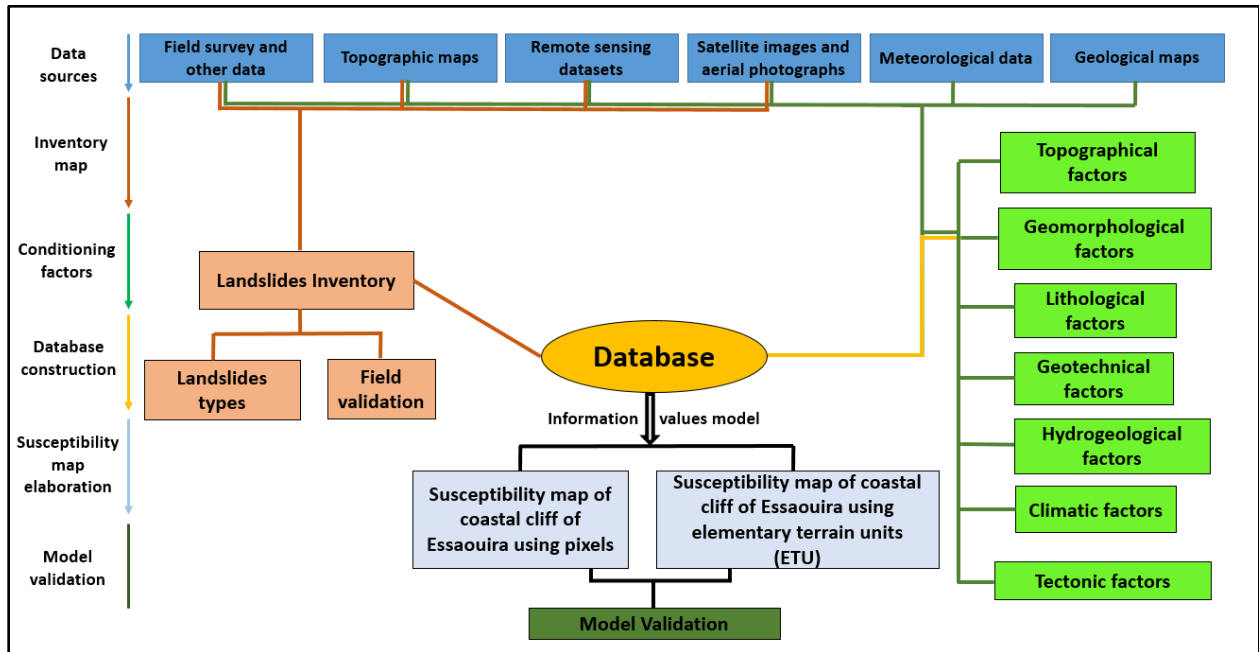 Data
sources
Field survey and
other data
Topographic maps
Remote sensing
datasets
Satellite images and
aerial photographs
Meteorological data
Geological maps
Inventory
map
Topographical
factors
Conditioning
factors
Landslides Inventory
Geomorphological
factors
Lithological
factors
Database
construction
Landslides
types
Field
validation
Database
Geotechnical
factors
Information
values model
Susceptibility
map
elaboration
Susceptibility map of
coastal cliff of
Essaouira using pixels
Susceptibility map of coastal
cliff of Essaouira using
elementary terrain units
(ETU)
Hydrogeological
factors
Climatic factors
Model
validation
Tectonic factors
Model Validation